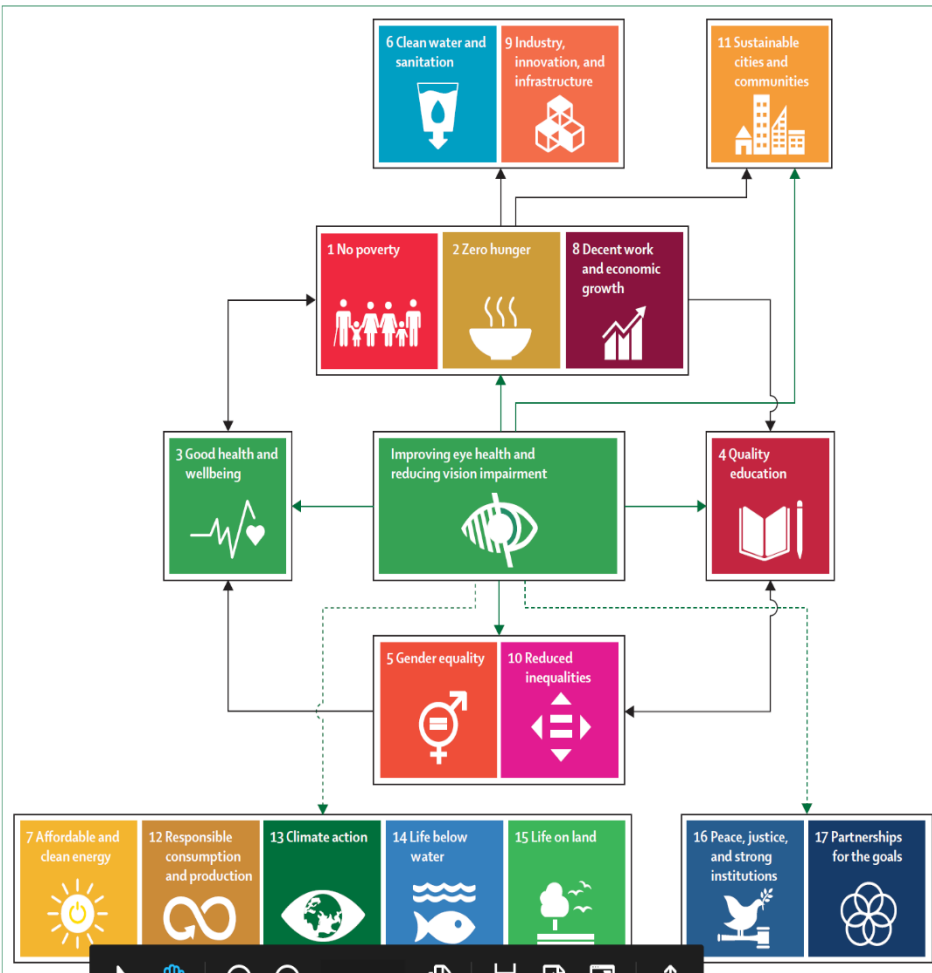 6 Clean water and
sanitation
9 Industry,
innovation, and
infrastructure
11 Sustainable
cities and
communities
1 No poverty
2 Zero hunger
8 Decent work
and economic
growth
3 Good health and
wellbeing
Improving eye health and
reducing vision impairment
4 Quality
education
5 Gender equality
10 Reduced
inequalities
7 Affordable and
clean energy
12 Responsible
consumption
and production
13 Climate action
14 Life below
water
15 Life on land
16 Peace, justice,
and strong
institutions
17 Partnerships
for the goals